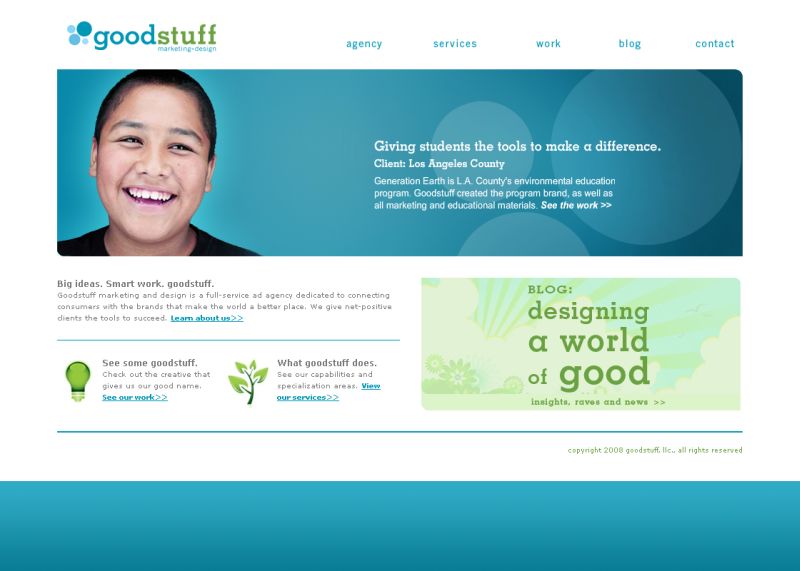 goodstuff
marketing+design
agency services work blog contact
Giving students the tools to make a difference.
Client: Los Angeles County
Generation Earth is L.A. County's environmental education
program. Goodstuff created the program brand, as well as
all marketing and educational materials. See the work >>
Big ideas. Smart work. goodstuff.
Goodstuff marketing and design is a full-service ad agency dedicated to connecting
consumers with the brands that make the world a better place. We give net-positive
clients the tools to succeed. Learn about us>>
See some goodstuff.
Check out the creative that
gives us our good name.
See our work>>
What goodstuff does.
See our capabilities and
specialization areas. View
our services>>
BLOG:
designing
a world
of good
insights, raves and news >>
copyright 2008 goodstuff, llc., all rights reserved